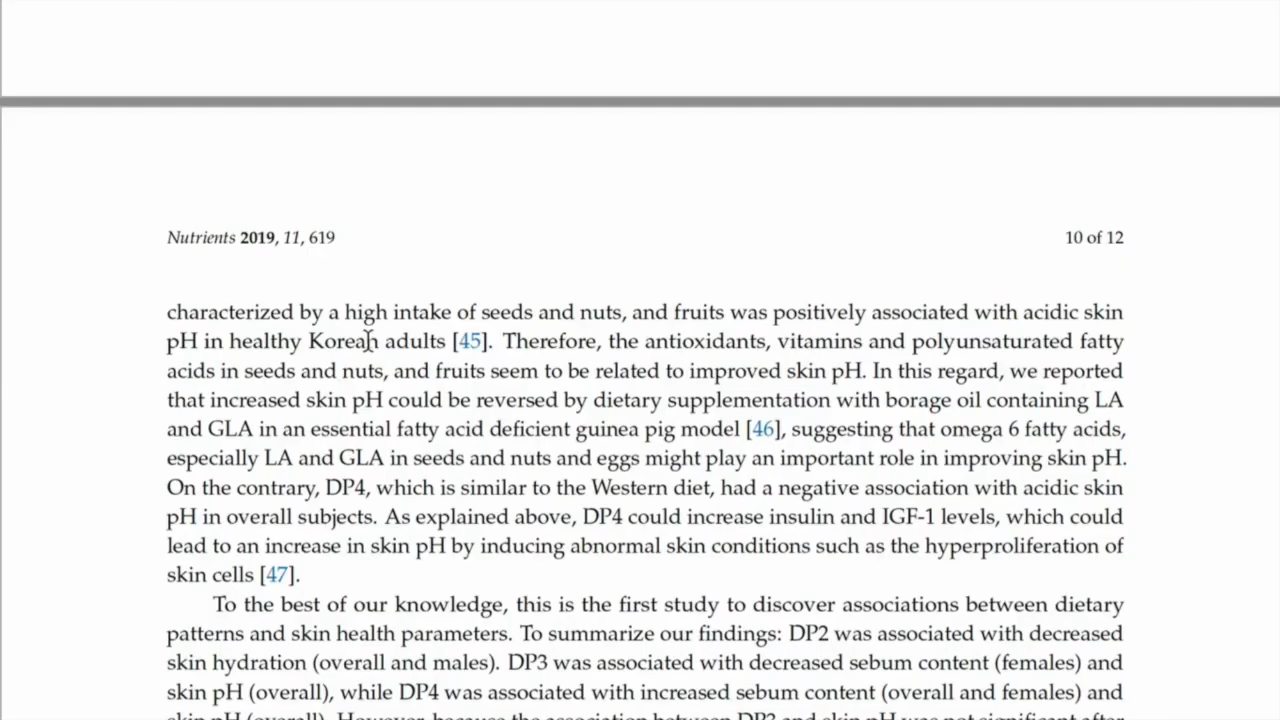 Nutrients 2019, 11, 619
10 of 12
characterized by a high intake of seeds and nuts, and fruits was positively associated with acidic skin
pH in healthy Korean adults [45]. Therefore, the antioxidants, vitamins and polyunsaturated fatty
acids in seeds and nuts, and fruits seem to be related to improved skin pH. In this regard, we reported
that increased skin pH could be reversed by dietary supplementation with borage oil containing LA
and GLA in an essential fatty acid deficient guinea pig model [46], suggesting that omega 6 fatty acids,
especially LA and GLA in seeds and nuts and eggs might play an important role in improving skin pH.
On the contrary, DP4, which is similar to the Western diet, had a negative association with acidic skin
pH in overall subjects. As explained above, DP4 could increase insulin and IGF-1 levels, which could
lead to an increase in skin pH by inducing abnormal skin conditions such as the hyperproliferation of
skin cells [47].
To the best of our knowledge, this is the first study to discover associations between dietary
patterns and skin health parameters. To summarize our findings: DP2 was associated with decreased
skin hydration (overall and males). DP3 was associated with decreased sebum content (females) and
skin pH (overall), while DP4 was associated with increased sebum content (overall and females) and
skin pH (overall). However, because the association between DP3 and skin pH was not significant after